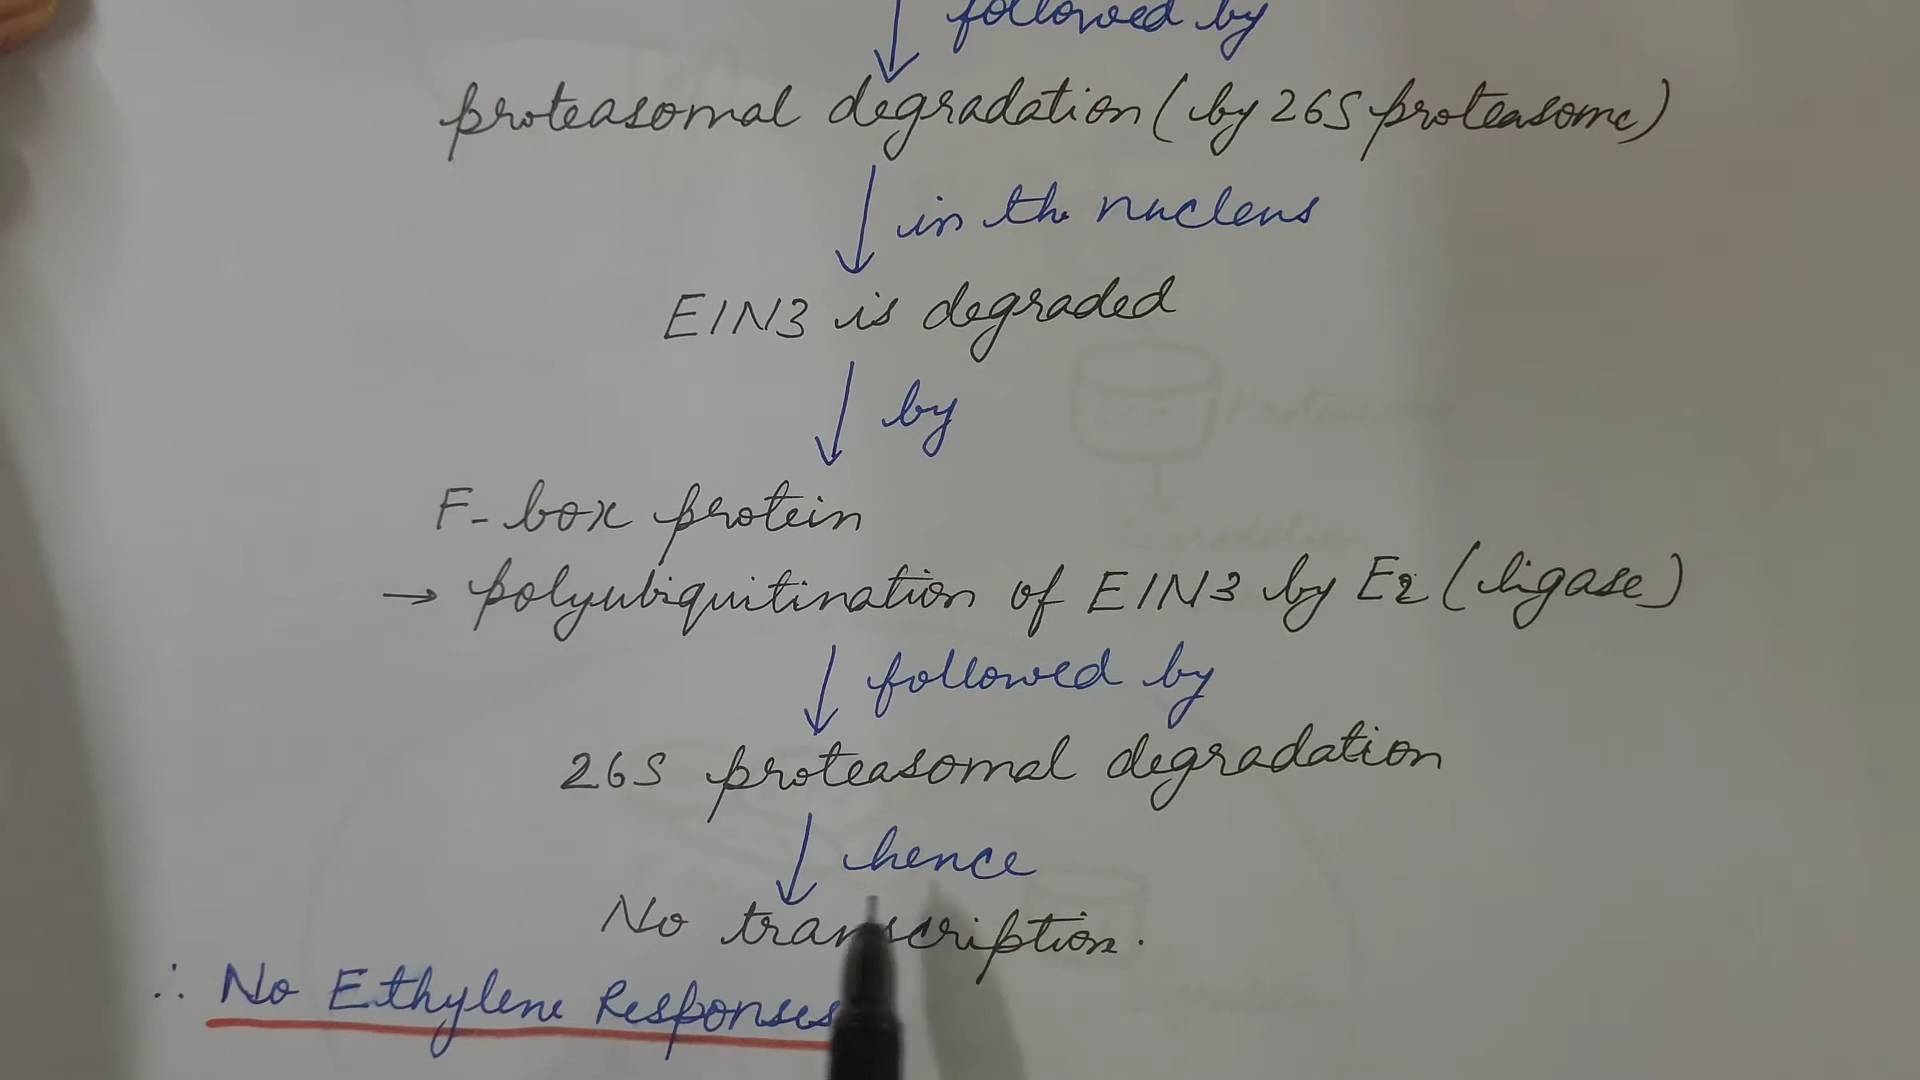 followed by
proteasomal degradation (by 26S proteasome)
in the nucleus
EIN3 is degraded
by
F-box protein
→ polyubiquitination of EIN3 by E2 (ligase)
followed by
26S proteasomal degradation
hence
No transcription.
∴ No Ethylene Responses